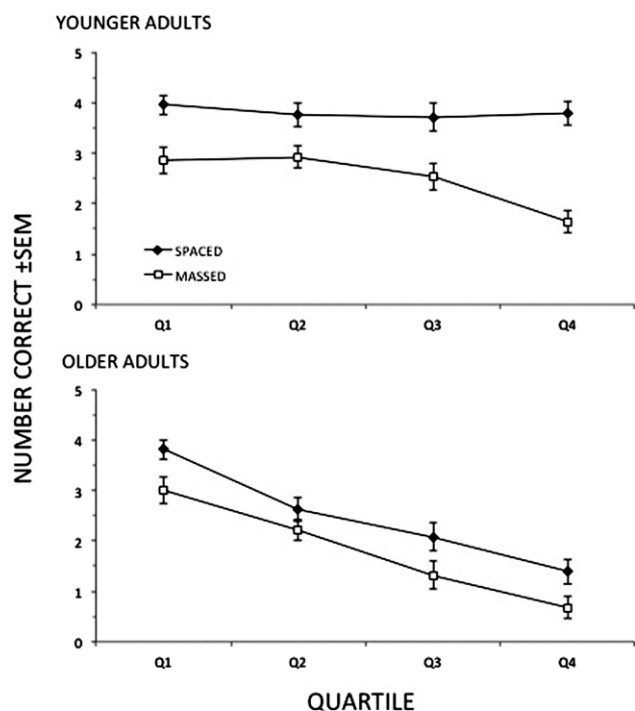 YOUNGER ADULTS
5
4
3
2
1
0
SPACED
MASSED
Q1 Q2 Q3 Q4
NUMBER CORRECT ±SEM
OLDER ADULTS
5
4
3
2
1
0
Q1 Q2 Q3 Q4
QUARTILE